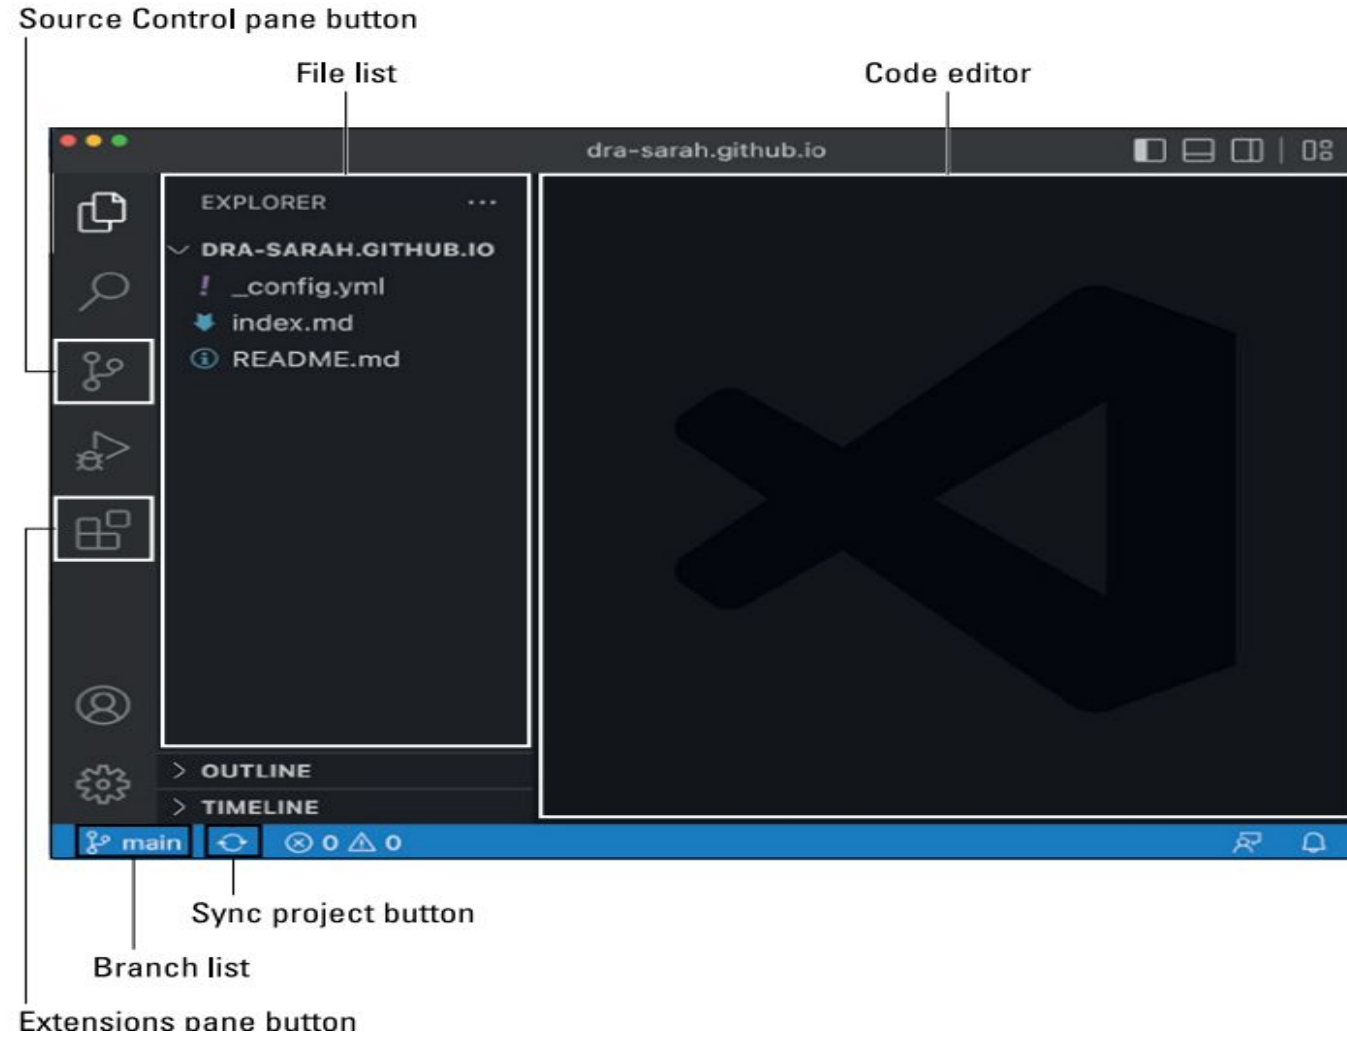 Source Control pane button
File list
Code editor
dra-sarah.github.io
EXPLORER ...
DRA-SARAH.GITHUB.IO
! _config.yml
index.md
README.md
OUTLINE
TIMELINE
main 0 0
Sync project button
Branch list
Extensions pane button